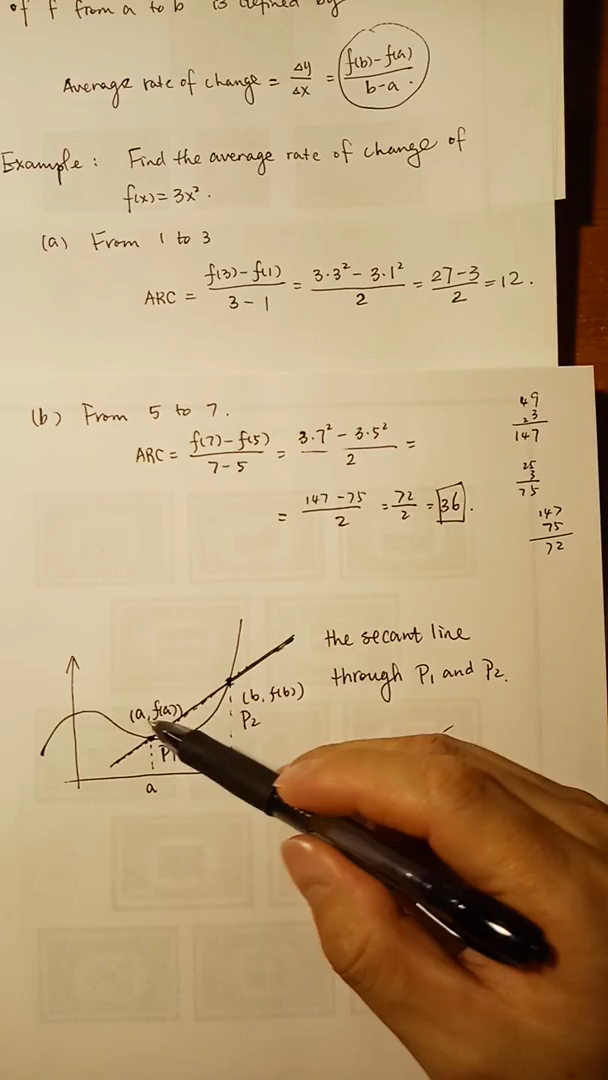 of f from a to b is defined by
Average rate of change = Δy/Δx = (f(b)-f(a))/(b-a).
Example: Find the average rate of change of
f(x)=3x².
(a) From 1 to 3
ARC = (f(3)-f(1))/(3-1) = (3·3²-3·1²)/2 = (27-3)/2 = 12.
(b) From 5 to 7.
ARC = (f(7)-f(5))/(7-5) = (3·7²-3·5²)/2 =
= (147-75)/2 = 72/2 = 36.
49
3
147
25
3
75
147
75
72
the secant line
through P1 and P2.
(b, f(b))
P2
(a, f(a))
P1
a